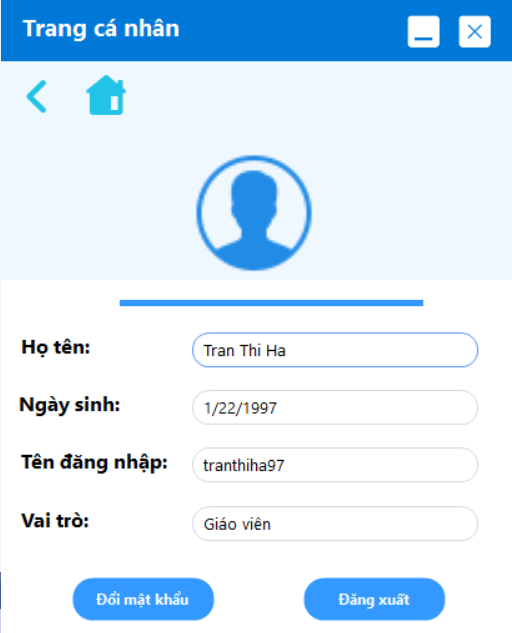 Trang cá nhân
Họ tên: Tran Thi Ha
Ngày sinh: 1/22/1997
Tên đăng nhập: tranthiha97
Vai trò: Giáo viên
Đổi mật khẩu Đăng xuất